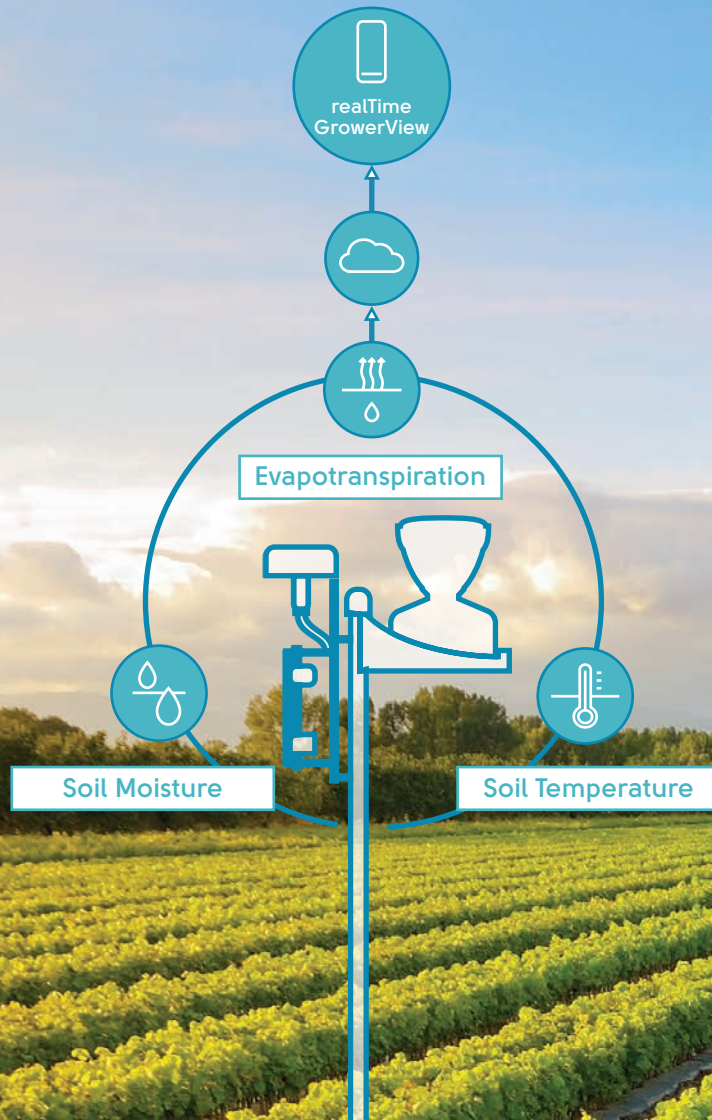 realTime
GrowerView
Evapotranspiration
Soil Moisture
Soil Temperature